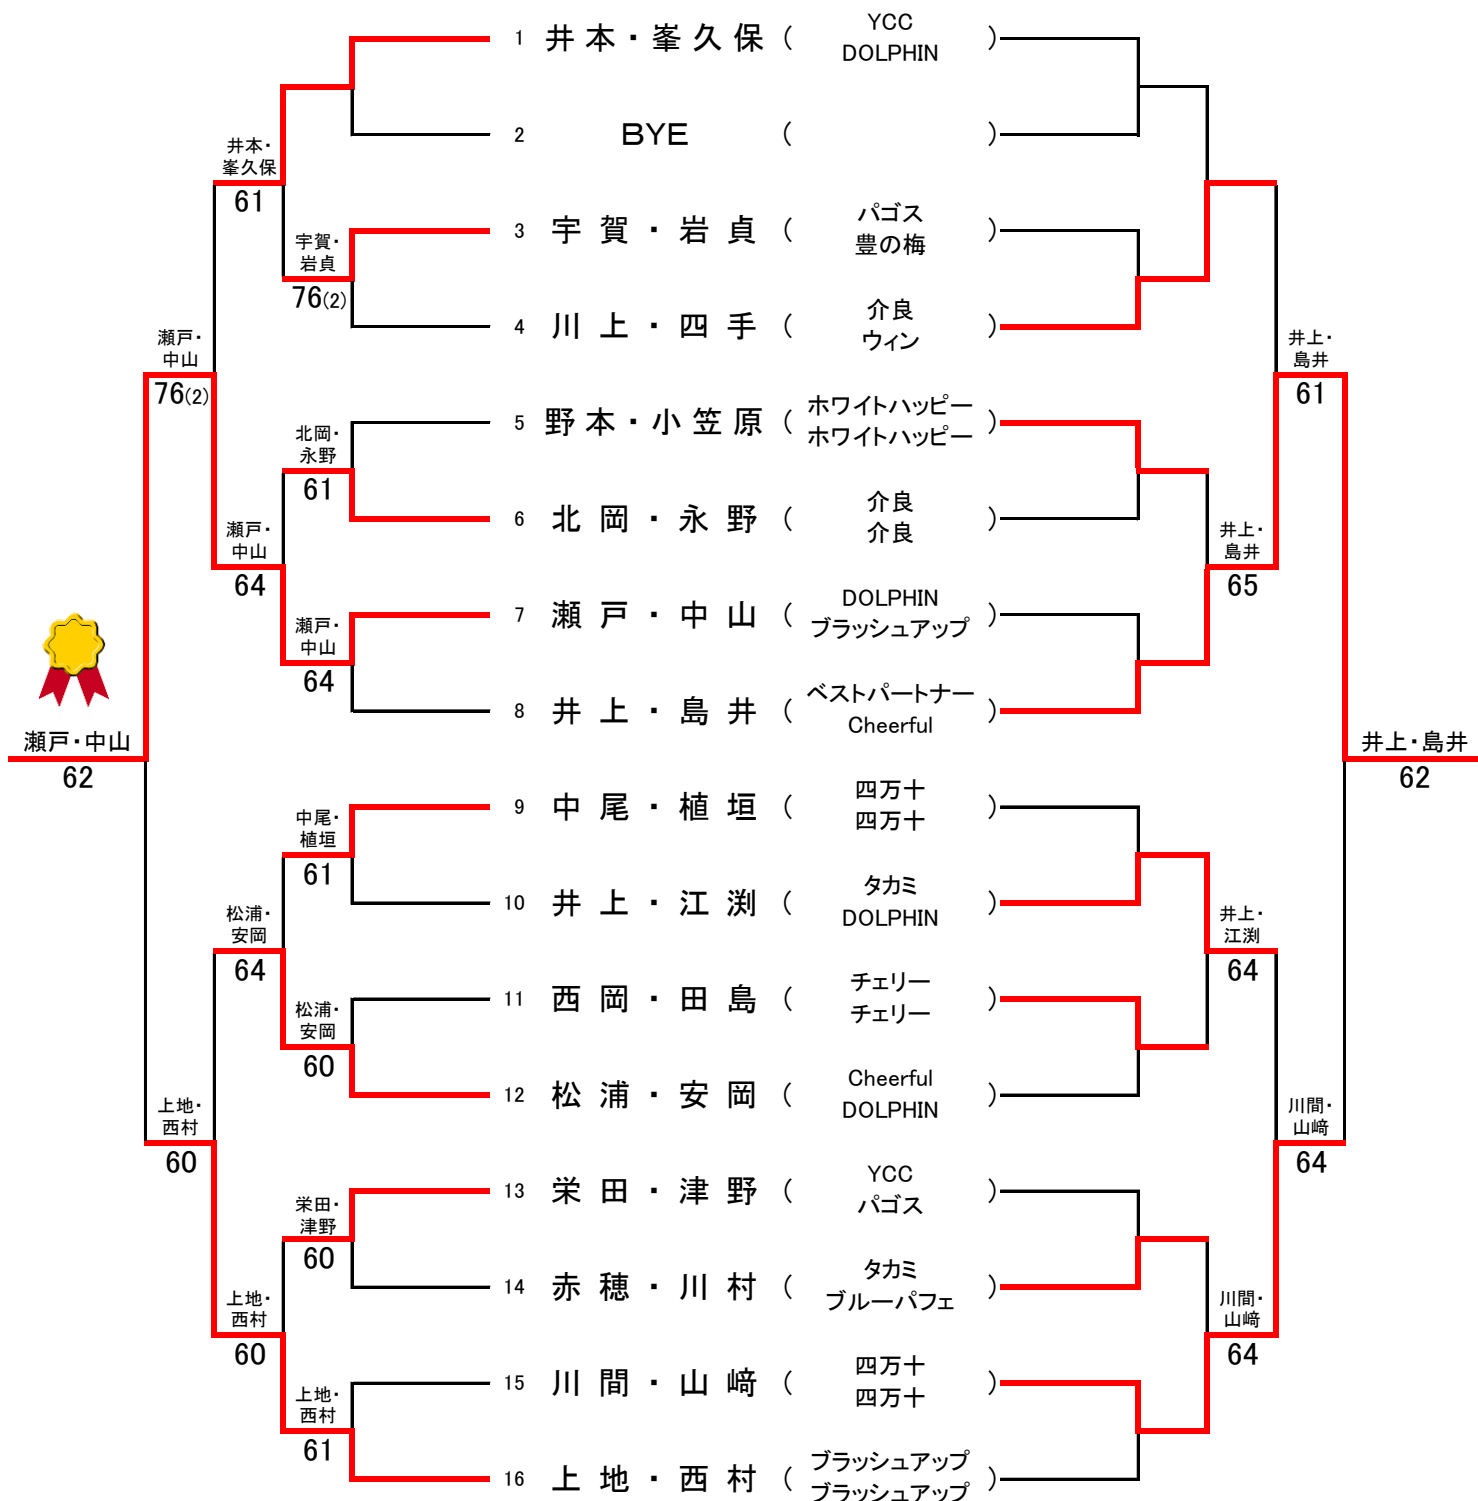 1 井本・峯久保 ( YCC DOLPHIN )
2 BYE ( )
3 宇賀・岩貞 ( パゴス 豊の梅 )
4 川上・四手 ( 介良 ウィン )
5 野本・小笠原 ( ホワイトハッピー ホワイトハッピー )
6 北岡・永野 ( 介良 介良 )
7 瀬戸・中山 ( DOLPHIN ブラッシュアップ )
8 井上・島井 ( ベストパートナー Cheerful )
9 中尾・植垣 ( 四万十 四万十 )
10 井上・江渕 ( タカミ DOLPHIN )
11 西岡・田島 ( チェリー チェリー )
12 松浦・安岡 ( Cheerful DOLPHIN )
13 栄田・津野 ( YCC パゴス )
14 赤穂・川村 ( タカミ ブルーパフェ )
15 川間・山﨑 ( 四万十 四万十 )
16 上地・西村 ( ブラッシュアップ ブラッシュアップ )
宇賀・
岩貞
76(2)
北岡・
永野
61
瀬戸・
中山
64
中尾・
植垣
61
松浦・
安岡
60
栄田・
津野
60
上地・
西村
61
井本・
峯久保
61
瀬戸・
中山
64
松浦・
安岡
64
上地・
西村
60
瀬戸・
中山
76(2)
上地・
西村
60
瀬戸・中山
62
井上・
島井
65
井上・
江渕
64
川間・
山﨑
64
井上・
島井
61
川間・
山﨑
64
井上・島井
62